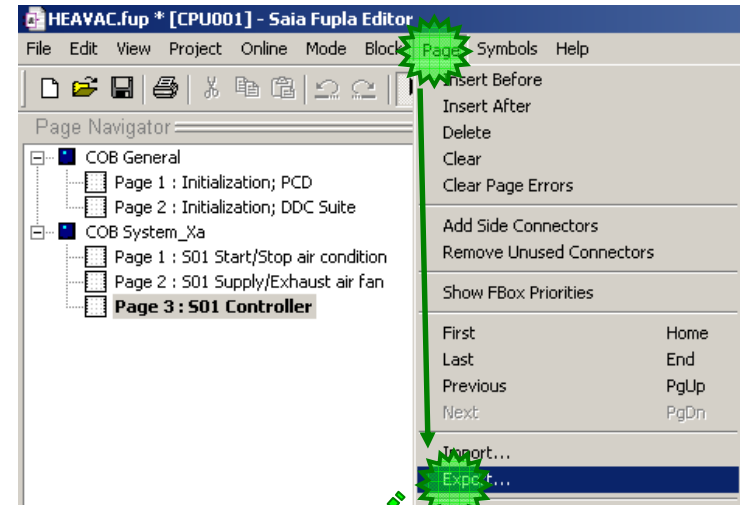 HEAVAC.fup * [CPU001] - Saia Fupla Editor
File Edit View Project Online Mode Block Page Symbols Help
Page Navigator
COB General
Page 1 : Initialization; PCD
Page 2 : Initialization; DDC Suite
COB System_Xa
Page 1 : S01 Start/Stop air condition
Page 2 : S01 Supply/Exhaust air fan
Page 3 : S01 Controller
Insert Before
Insert After
Delete
Clear
Clear Page Errors
Add Side Connectors
Remove Unused Connectors
Show FBox Priorities
First Home
Last End
Previous PgUp
Next PgDn
Import...
Export...